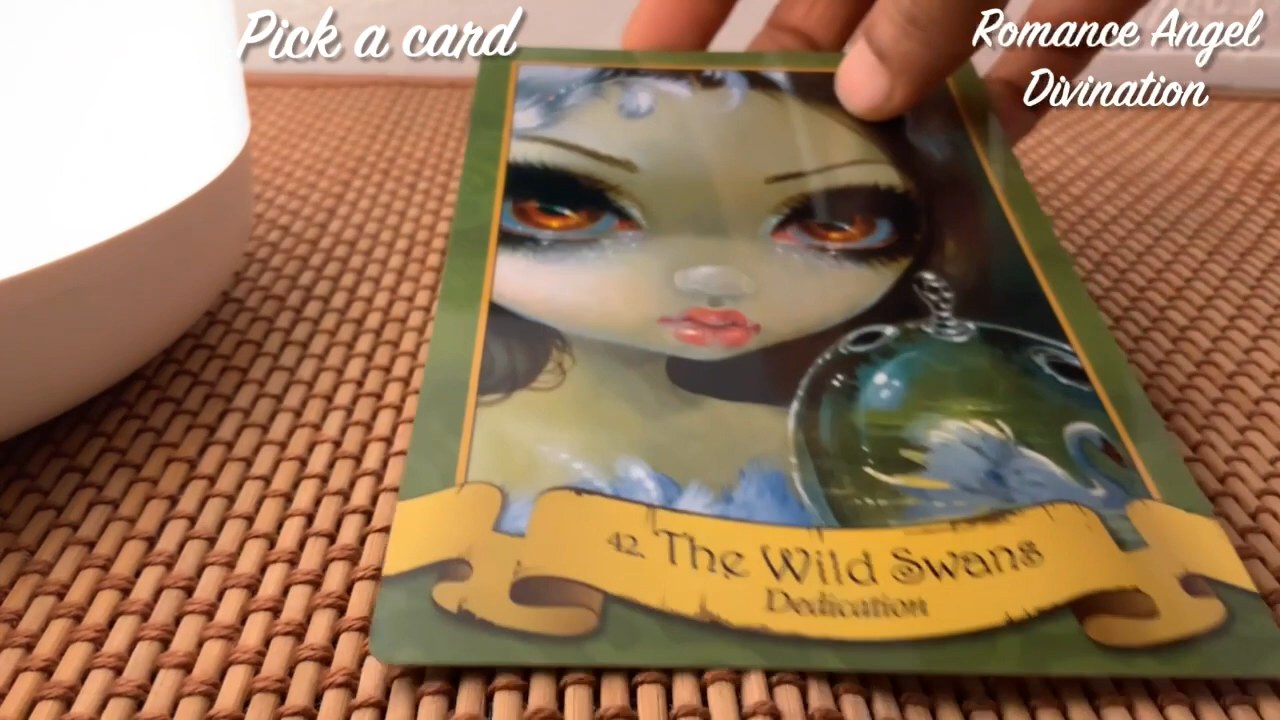 Pick a card
Romance Angel
Divination
42. The Wild Swans
Dedication